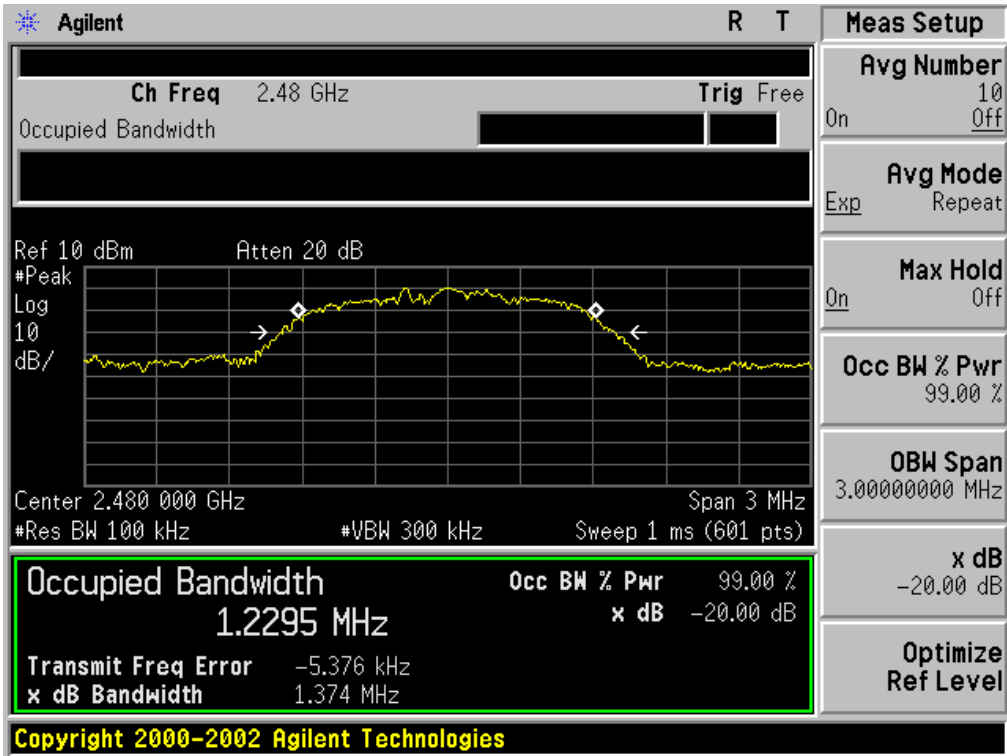 Agilent R T
Ch Freq 2.48 GHz Trig Free
Occupied Bandwidth
Ref 10 dBm Atten 20 dB
#Peak
Log
10
dB/
Center 2.480 000 GHz Span 3 MHz
#Res BW 100 kHz #VBW 300 kHz Sweep 1 ms (601 pts)
Occupied Bandwidth Occ BW % Pwr 99.00 %
1.2295 MHz x dB -20.00 dB
Transmit Freq Error -5.376 kHz
x dB Bandwidth 1.374 MHz
Copyright 2000-2002 Agilent Technologies
Meas Setup
Avg Number
10
On Off
Avg Mode
Exp Repeat
Max Hold
On Off
Occ BW % Pwr
99.00 %
OBW Span
3.00000000 MHz
x dB
-20.00 dB
Optimize
Ref Level